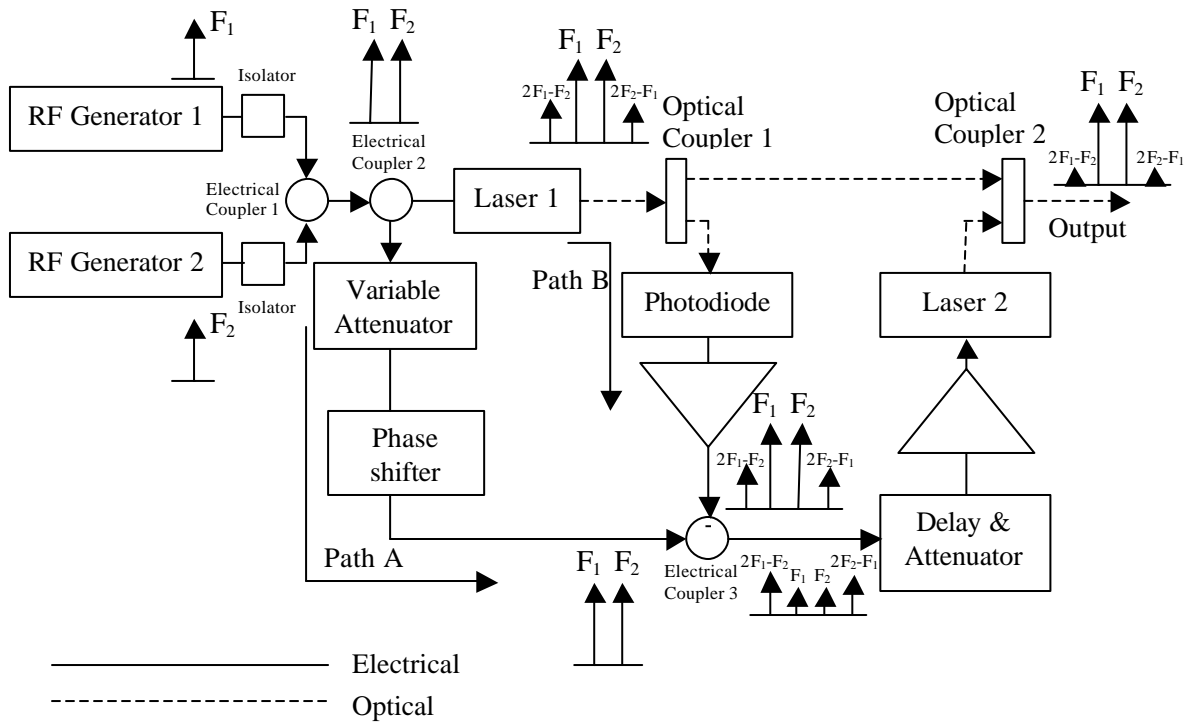 F₁
F₁ F₂
F₁ F₂
2F₁-F₂ 2F₂-F₁
F₁ F₂
2F₁-F₂ 2F₂-F₁
RF Generator 1
Isolator
Electrical
Coupler 2
Optical
Coupler 1
Optical
Coupler 2
Electrical
Coupler 1
Laser 1
Output
RF Generator 2
Isolator
F₂
Variable
Attenuator
Path B
Photodiode
Laser 2
Phase
shifter
F₁ F₂
2F₁-F₂ 2F₂-F₁
-
Delay &
Attenuator
Path A
Electrical
Coupler 3
F₁ F₂
2F₁-F₂ F₁ F₂ 2F₂-F₁
Electrical
Optical